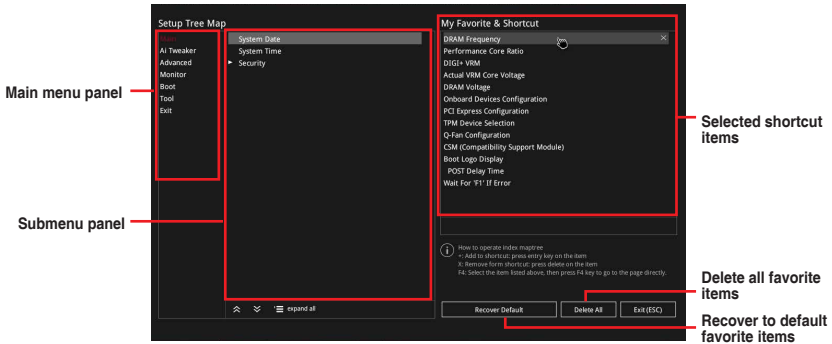 Setup Tree Map
Main
Ai Tweaker
Advanced
Monitor
Boot
Tool
Exit
System Date
System Time
Security
expand all
My Favorite & Shortcut
DRAM Frequency
Performance Core Ratio
DIGI+ VRM
Actual VRM Core Voltage
DRAM Voltage
Onboard Devices Configuration
PCI Express Configuration
TPM Device Selection
Q-Fan Configuration
CSM (Compatibility Support Module)
Boot Logo Display
POST Delay Time
Wait For 'F1' If Error
How to operate index maptree
+: Add to shortcut: press entry key on the item
X: Remove form shortcut: press delete on the item
F4: Select the item listed above, then press F4 key to go to the page directly.
Recover Default
Delete All
Exit (ESC)
Main menu panel
Submenu panel
Selected shortcut
items
Delete all favorite
items
Recover to default
favorite items